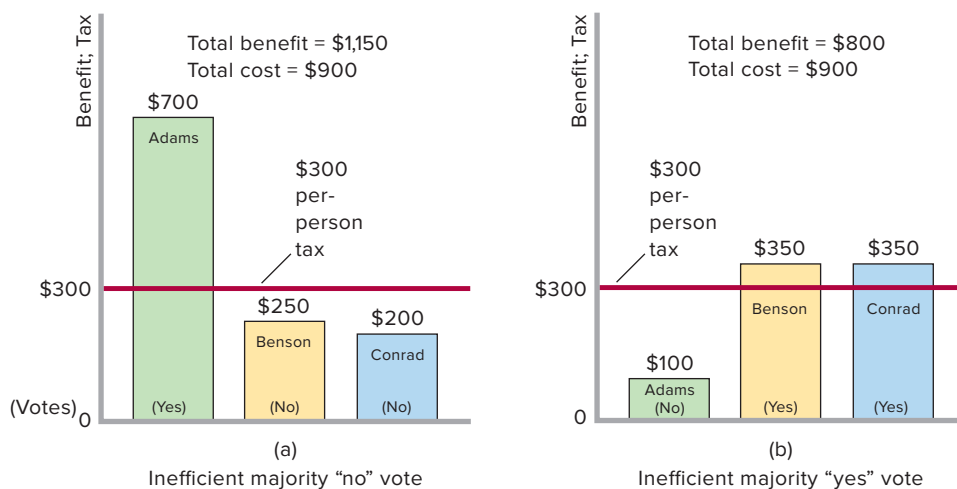 Benefit; Tax
Total benefit = $1,150
Total cost = $900
$700
Adams
$300
per-
person
tax
$300
$250
Benson
$200
Conrad
(Votes)
0
(Yes)
(No)
(No)
(a)
Inefficient majority “no” vote
Benefit; Tax
Total benefit = $800
Total cost = $900
$300
per-
person
tax
$350
$350
$300
Benson
Conrad
$100
Adams
(No)
(Yes)
(Yes)
0
(b)
Inefficient majority “yes” vote